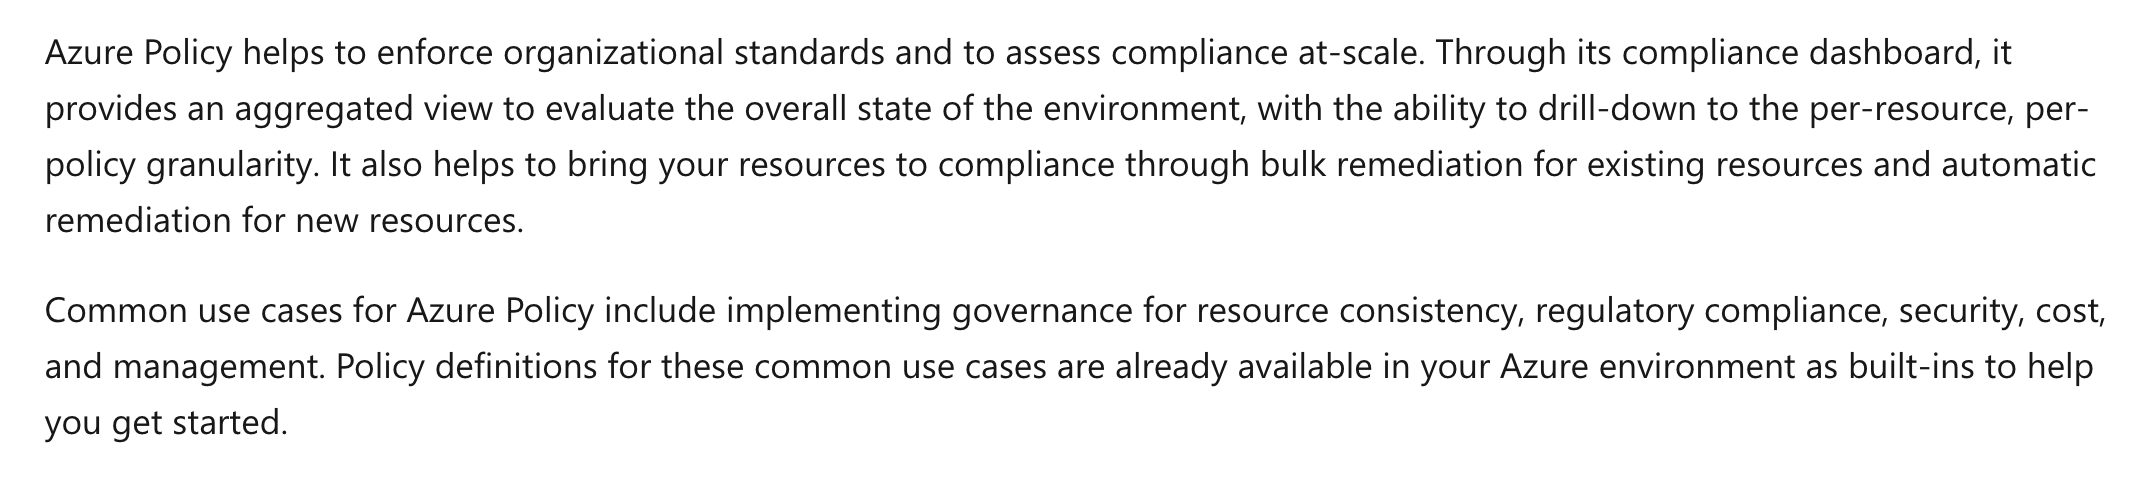 Azure Policy helps to enforce organizational standards and to assess compliance at-scale. Through its compliance dashboard, it
provides an aggregated view to evaluate the overall state of the environment, with the ability to drill-down to the per-resource, per-
policy granularity. It also helps to bring your resources to compliance through bulk remediation for existing resources and automatic
remediation for new resources.
Common use cases for Azure Policy include implementing governance for resource consistency, regulatory compliance, security, cost,
and management. Policy definitions for these common use cases are already available in your Azure environment as built-ins to help
you get started.